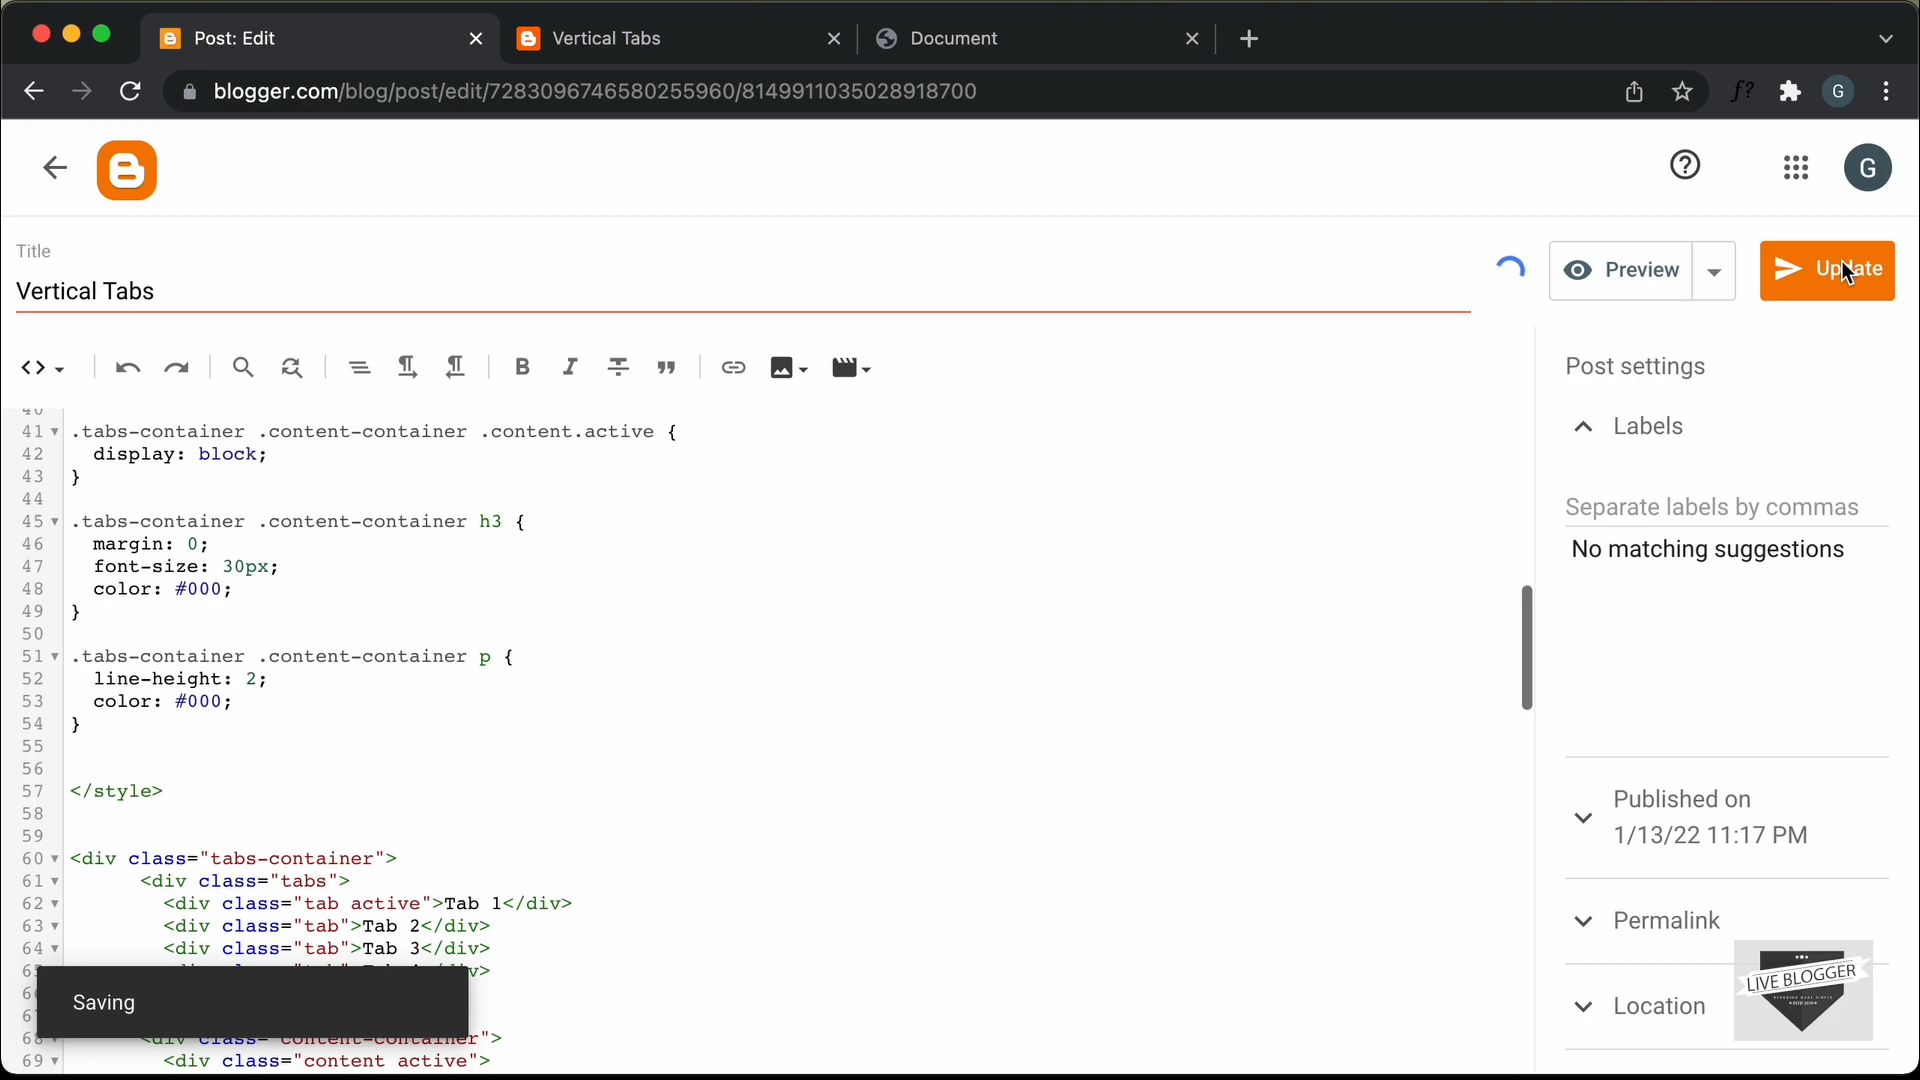 Post: Edit
Vertical Tabs
Document
blogger.com/blog/post/edit/7283096746580255960/8149911035028918700
f?
G
G
Title
Vertical Tabs
Preview
Update
B
Post settings
Labels
Separate labels by commas
No matching suggestions
Published on
1/13/22 11:17 PM
Permalink
Location
40
41 .tabs-container .content-container .content.active {
42 display: block;
43 }
44
45 .tabs-container .content-container h3 {
46 margin: 0;
47 font-size: 30px;
48 color: #000;
49 }
50
51 .tabs-container .content-container p {
52 line-height: 2;
53 color: #000;
54 }
55
56
57 </style>
58
59
60 <div class="tabs-container">
61 <div class="tabs">
62 <div class="tab active">Tab 1</div>
63 <div class="tab">Tab 2</div>
64 <div class="tab">Tab 3</div>
Saving
<div class="content-container">
69 <div class="content active">
LIVE BLOGGER